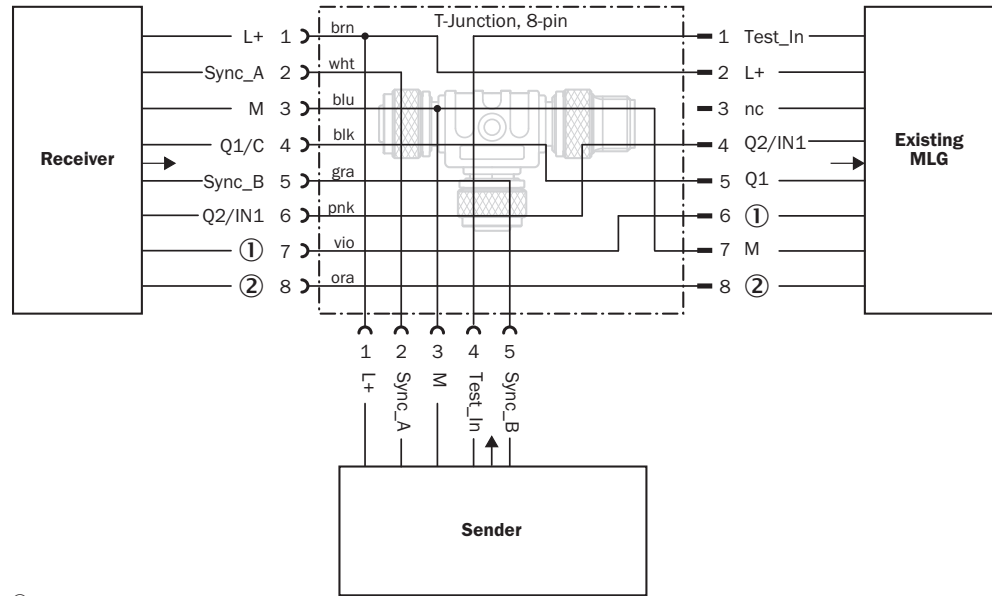 T-Junction, 8-pin
L+ 1 brn
Sync_A 2 wht
M 3 blu
Q1/C 4 blk
Sync_B 5 gra
Q2/IN1 6 pnk
① 7 vio
② 8 ora
Receiver
1 Test_In
2 L+
3 nc
4 Q2/IN1
5 Q1
6 ①
7 M
8 ②
Existing
MLG
1 2 3 4 5
L+
Sync_A
M
Test_In
Sync_B
Sender